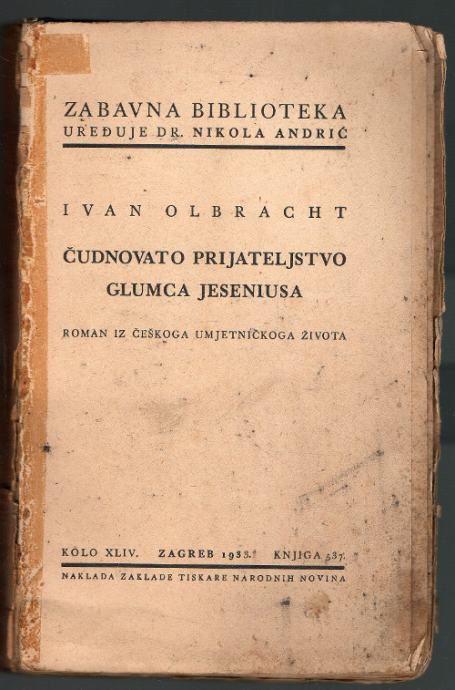 ZABAVNA BIBLIOTEKA
UREĐUJE DR. NIKOLA ANDRIĆ
IVAN OLBRACHT
ČUDNOVATO PRIJATELJSTVO
GLUMCA JESENIUSA
ROMAN IZ ČEŠKOGA UMJETNIČKOGA ŽIVOTA
KOLO XLIV. ZAGREB 1933. KNJIGA 537.
NAKLADA ZAKLADE TISKARE NARODNIH NOVINA